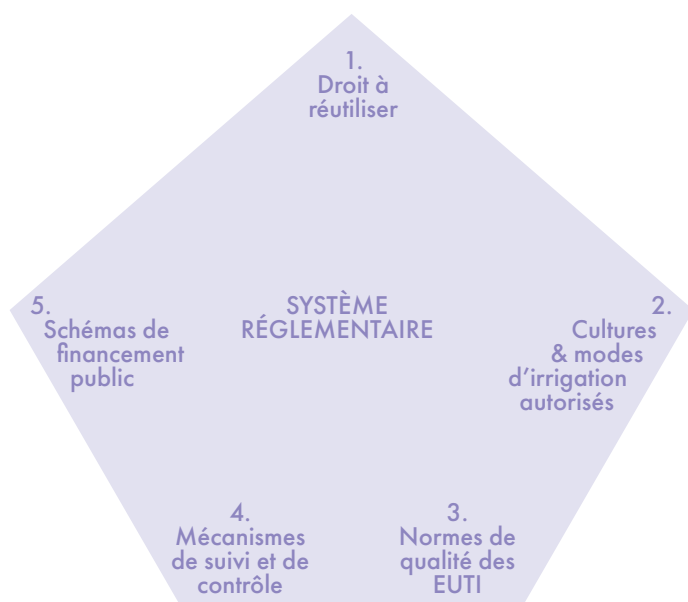 1.
Droit à
réutiliser
SYSTÈME
RÉGLEMENTAIRE
5.
Schémas de
financement
public
2.
Cultures
& modes
d’irrigation
autorisés
4.
Mécanismes
de suivi et de
contrôle
3.
Normes de
qualité des
EUTI